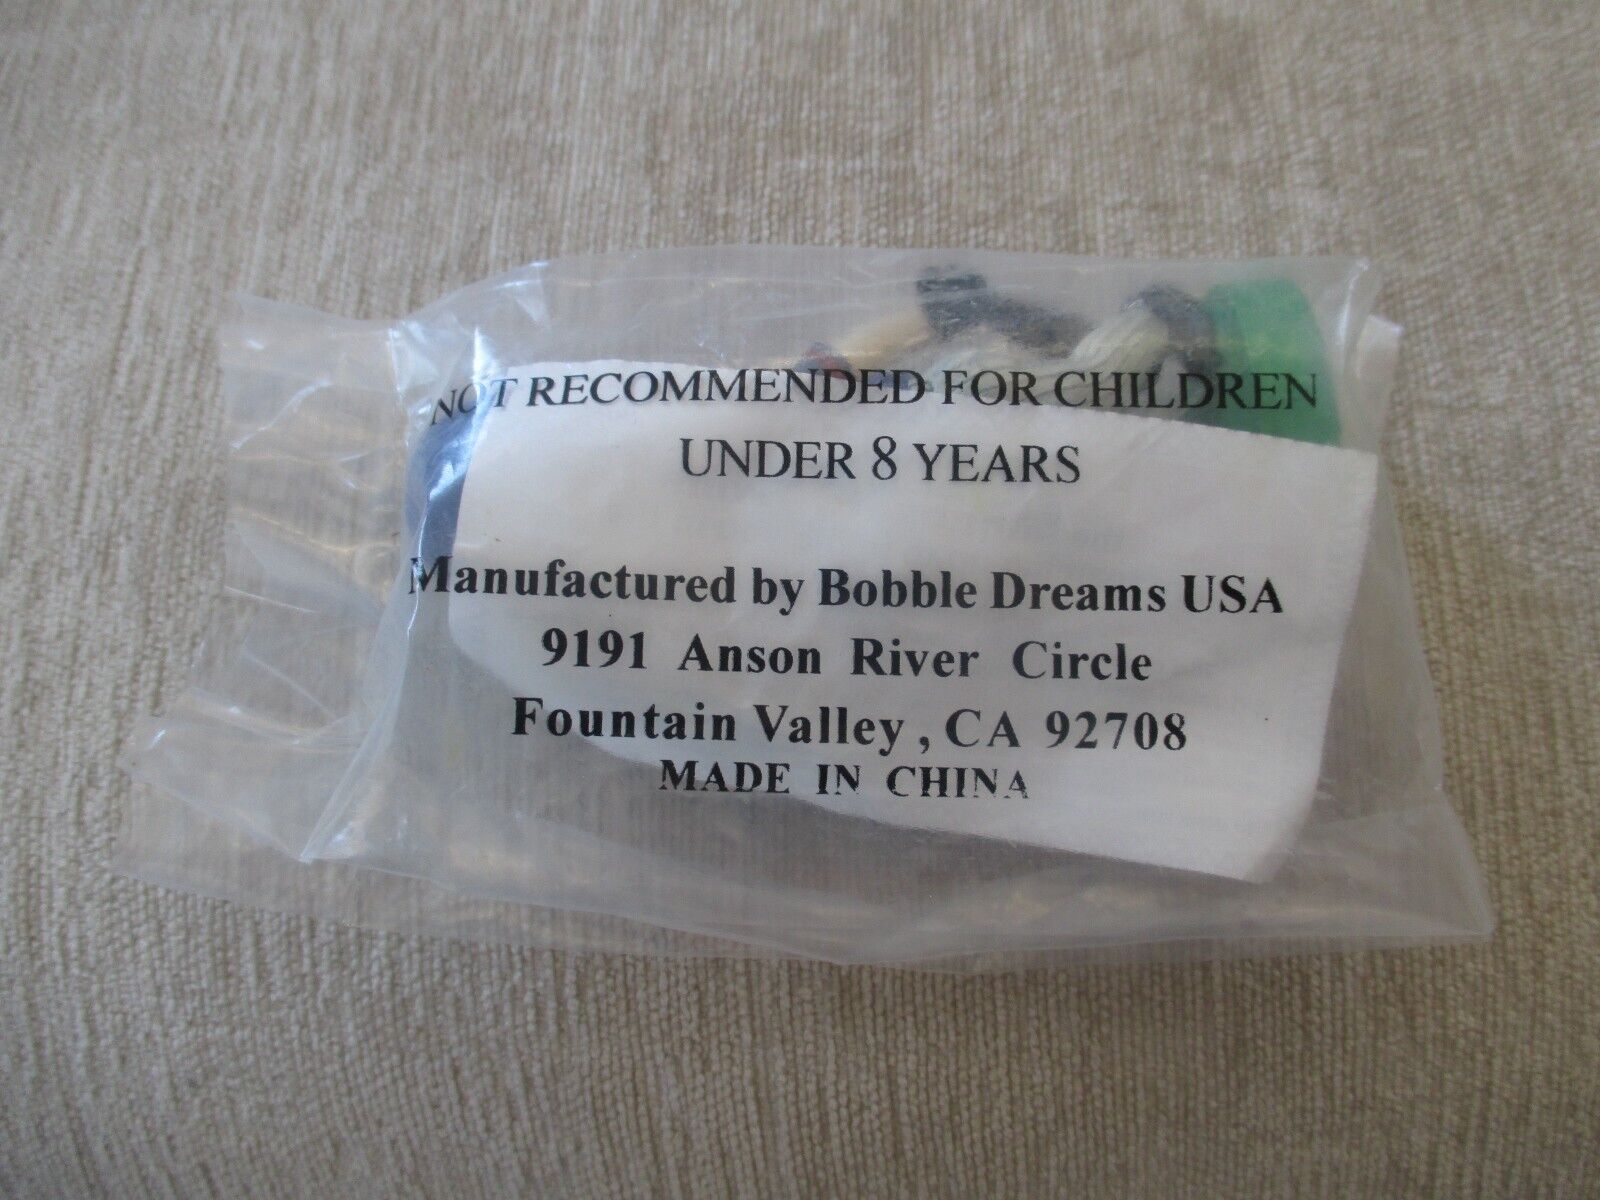 NOT RECOMMENDED FOR CHILDREN
UNDER 8 YEARS
Manufactured by Bobble Dreams USA
9191 Anson River Circle
Fountain Valley, CA 92708
MADE IN CHINA